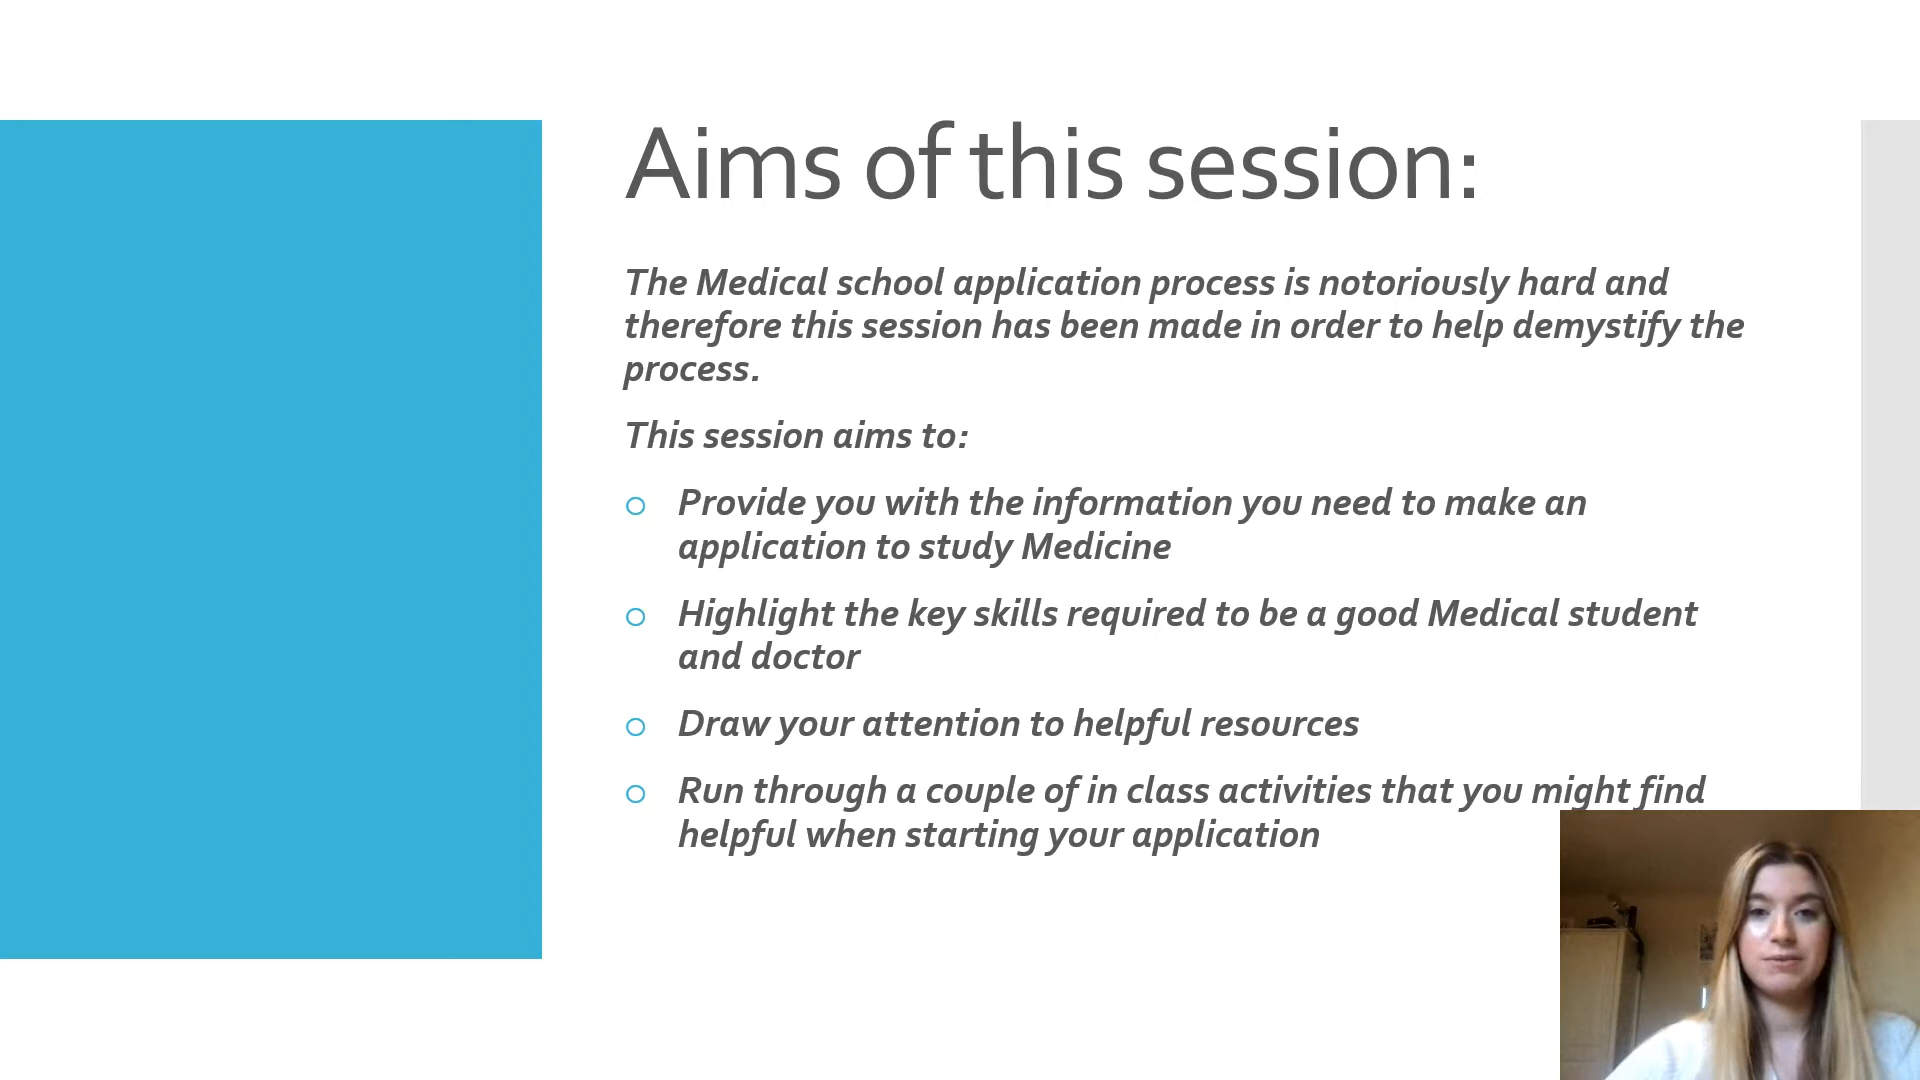 Aims of this session:
The Medical school application process is notoriously hard and
therefore this session has been made in order to help demystify the
process.
This session aims to:
Provide you with the information you need to make an
application to study Medicine
Highlight the key skills required to be a good Medical student
and doctor
Draw your attention to helpful resources
Run through a couple of in class activities that you might find
helpful when starting your application